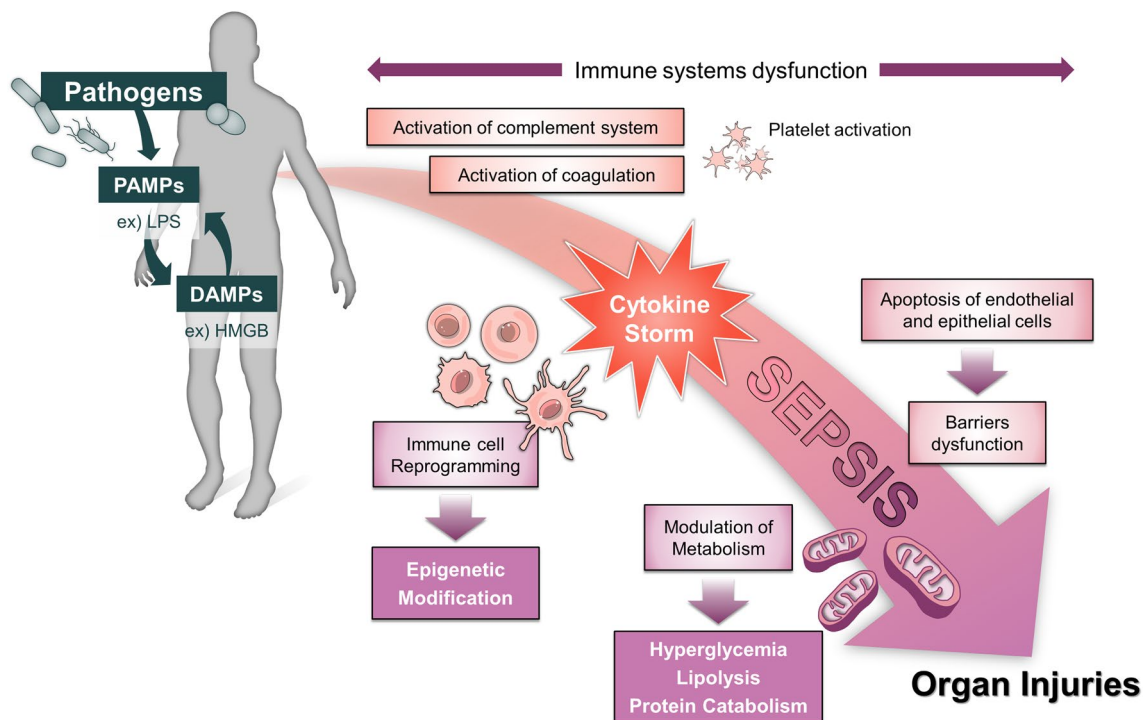 Pathogens
PAMPs
ex) LPS
DAMPs
ex) HMGB
Immune systems dysfunction
Activation of complement system
Activation of coagulation
Platelet activation
Cytokine
Storm
SEPSIS
Immune cell
Reprogramming
Epigenetic
Modification
Modulation of
Metabolism
Hyperglycemia
Lipolysis
Protein Catabolism
Apoptosis of endothelial
and epithelial cells
Barriers
dysfunction
Organ Injuries